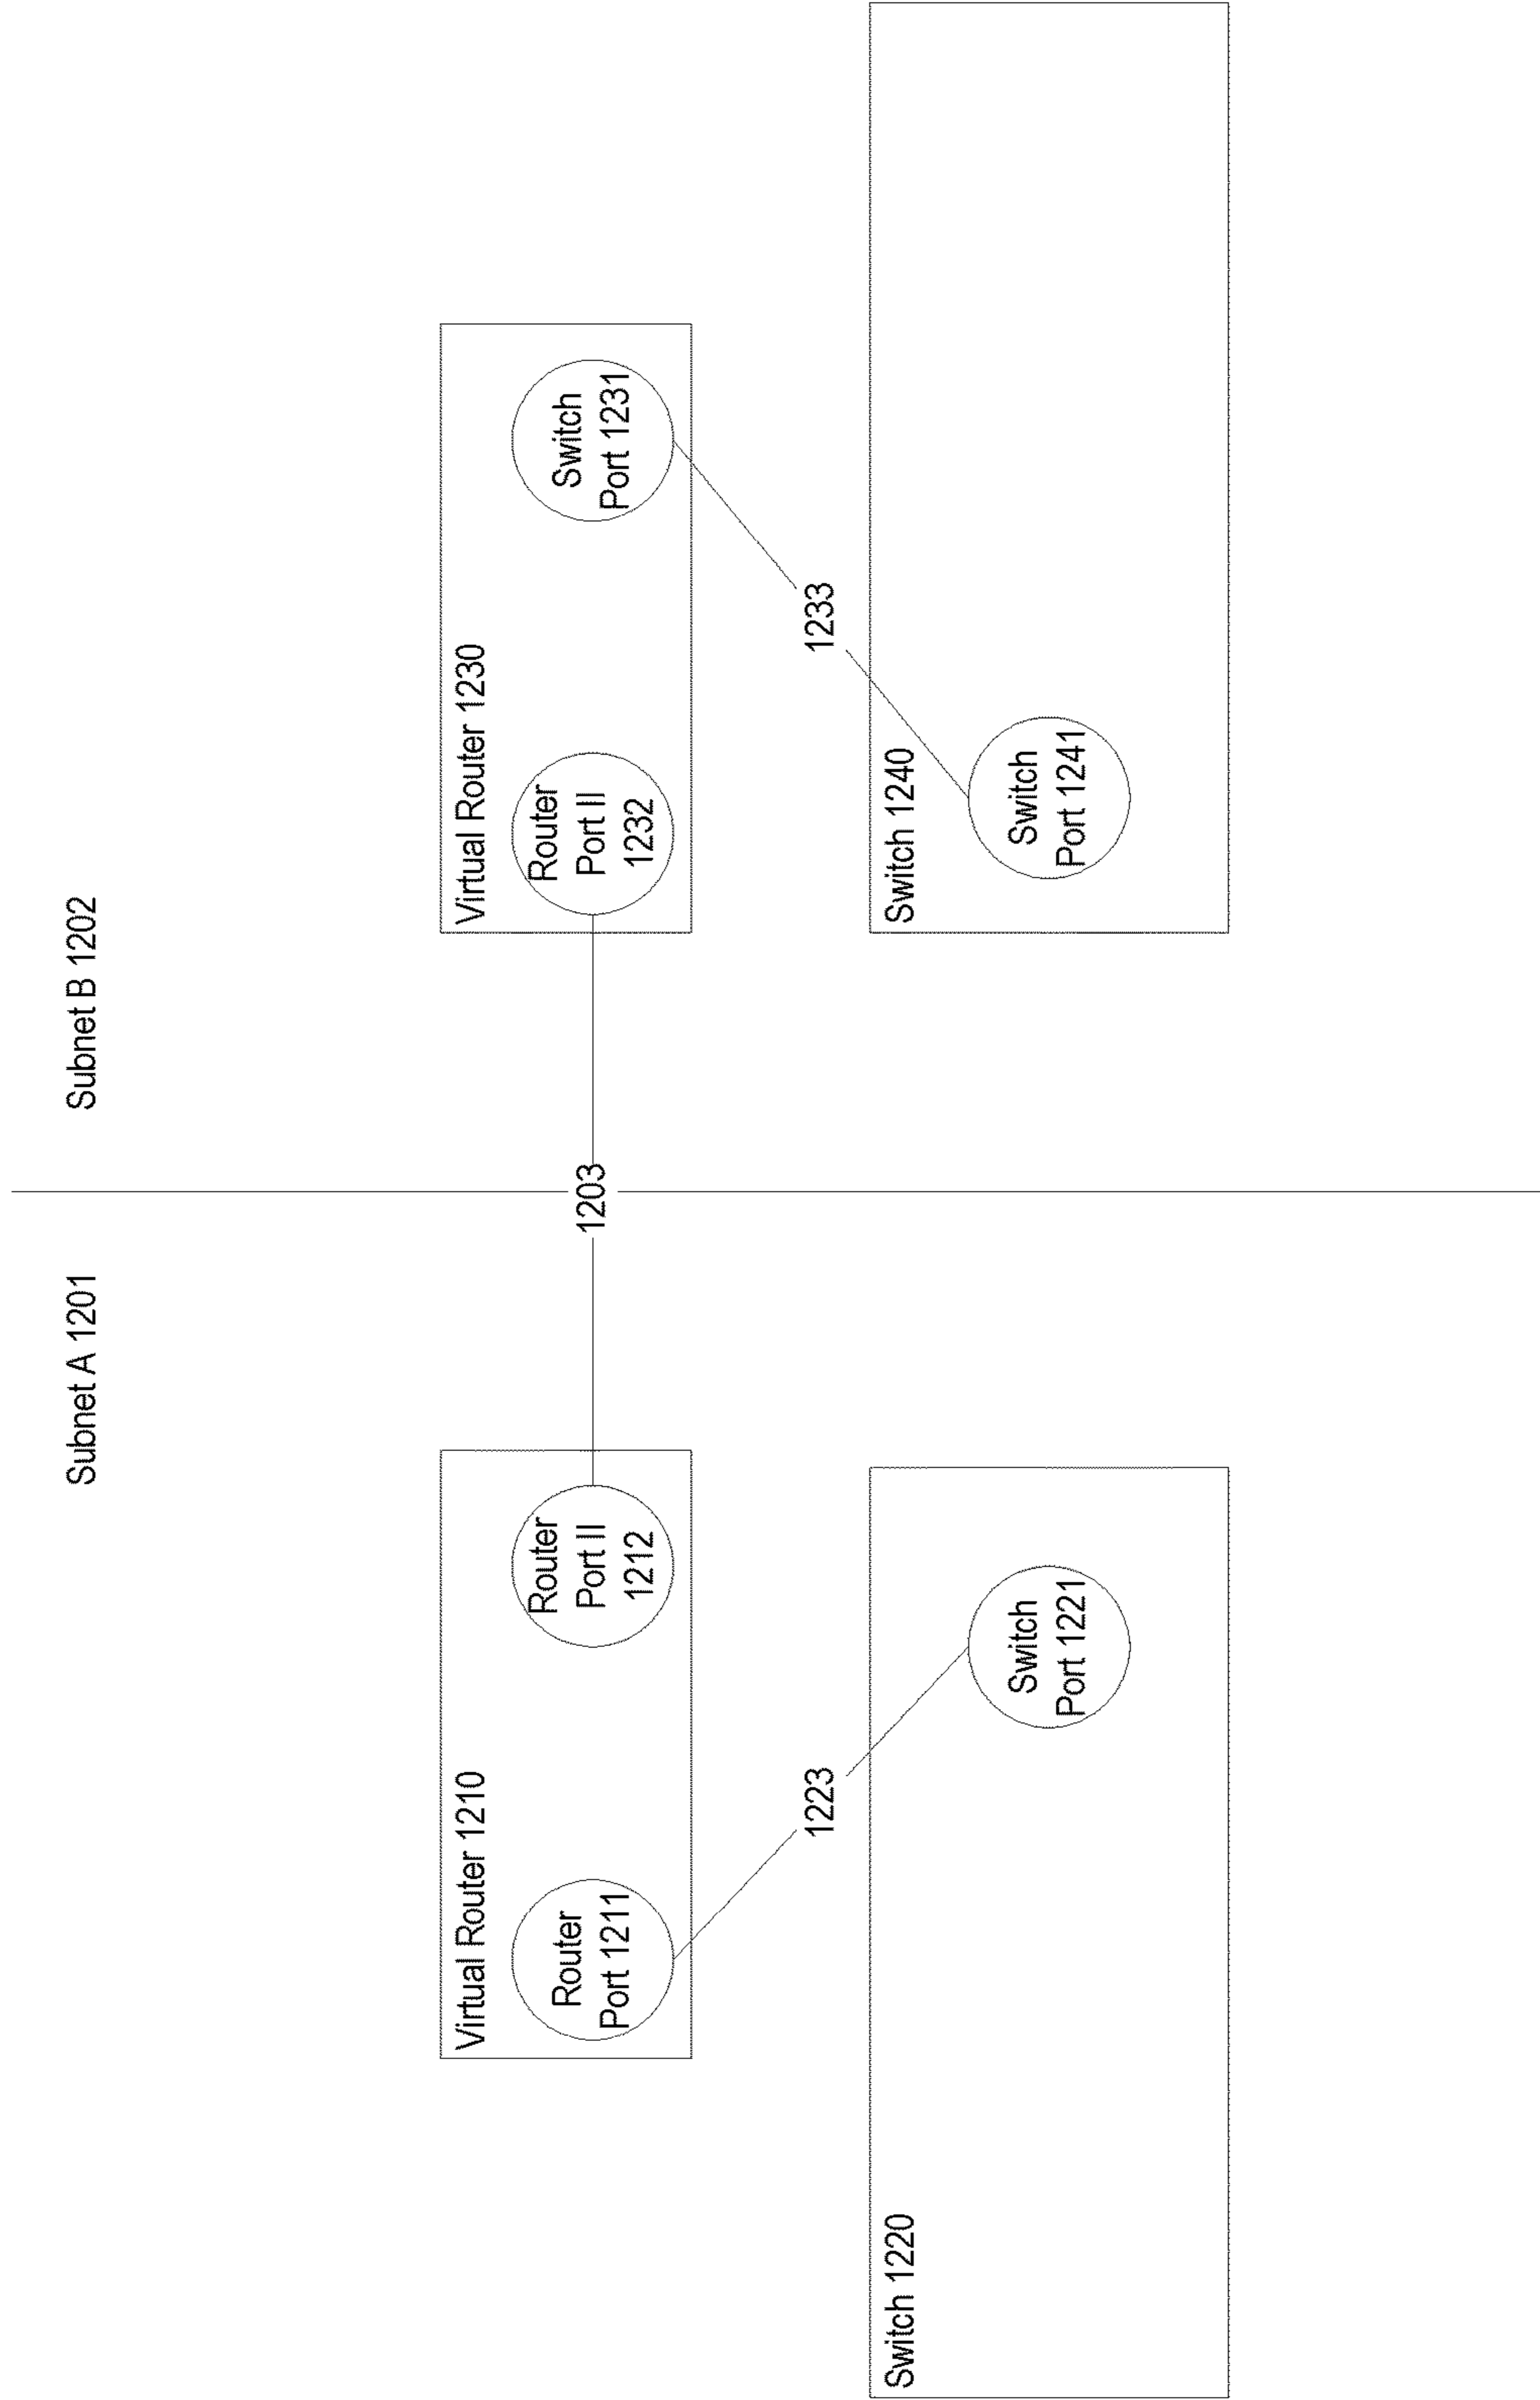 Subnet A 1201
Subnet B 1202
Virtual Router 1210
Router
Port 1211
Router
Port II
1212
1203
Virtual Router 1230
Router
Port II
1232
Switch
Port 1231
1223
1233
Switch 1220
Switch
Port 1221
Switch 1240
Switch
Port 1241